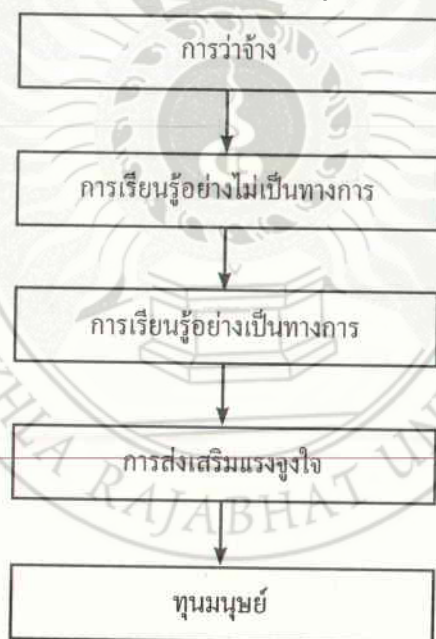 การว่าจ้าง
การเรียนรู้อย่างไม่เป็นทางการ
การเรียนรู้อย่างเป็นทางการ
การส่งเสริมแรงจูงใจ
RAJABHAT
ทุนมนุษย์